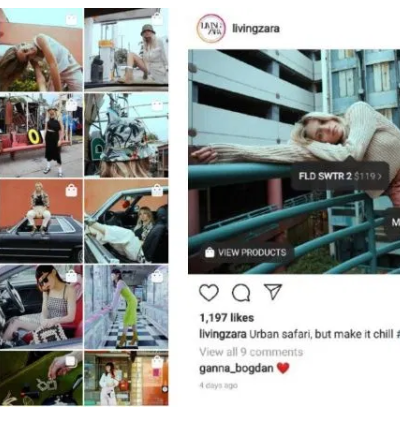 LIVING
ZARA
livingzara
FLD SWTR 2 $119 >
M
VIEW PRODUCTS
1,197 likes
livingzara Urban safari, but make it chill #
View all 9 comments
ganna_bogdan ❤️
4 days ago